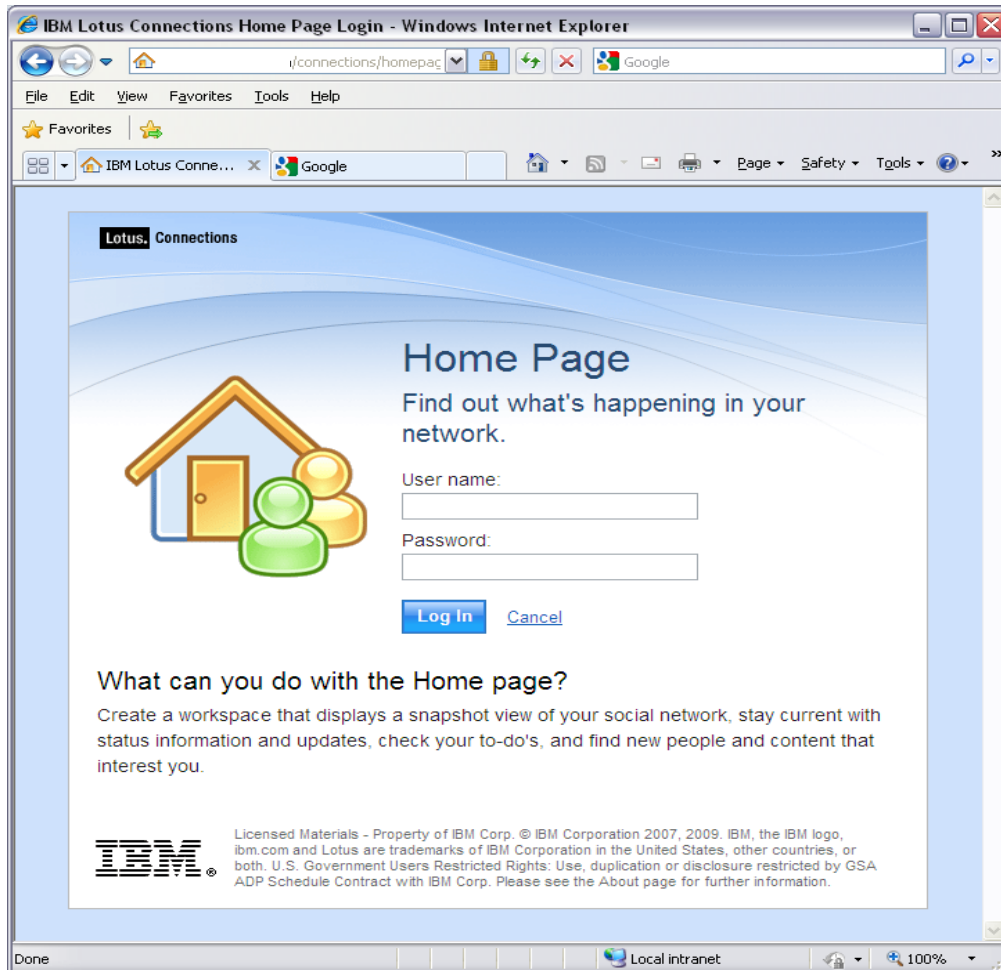 IBM Lotus Connections Home Page Login - Windows Internet Explorer
/connections/homepag
Google
File Edit View Favorites Tools Help
Favorites
IBM Lotus Conne... X Google
Page Safety Tools »
Lotus. Connections
Home Page
Find out what's happening in your
network.
User name:
Password:
Log In Cancel
What can you do with the Home page?
Create a workspace that displays a snapshot view of your social network, stay current with
status information and updates, check your to-do's, and find new people and content that
interest you.
IBM®
Licensed Materials - Property of IBM Corp. © IBM Corporation 2007, 2009. IBM, the IBM logo,
ibm.com and Lotus are trademarks of IBM Corporation in the United States, other countries, or
both. U.S. Government Users Restricted Rights: Use, duplication or disclosure restricted by GSA
ADP Schedule Contract with IBM Corp. Please see the About page for further information.
Done Local intranet 100%